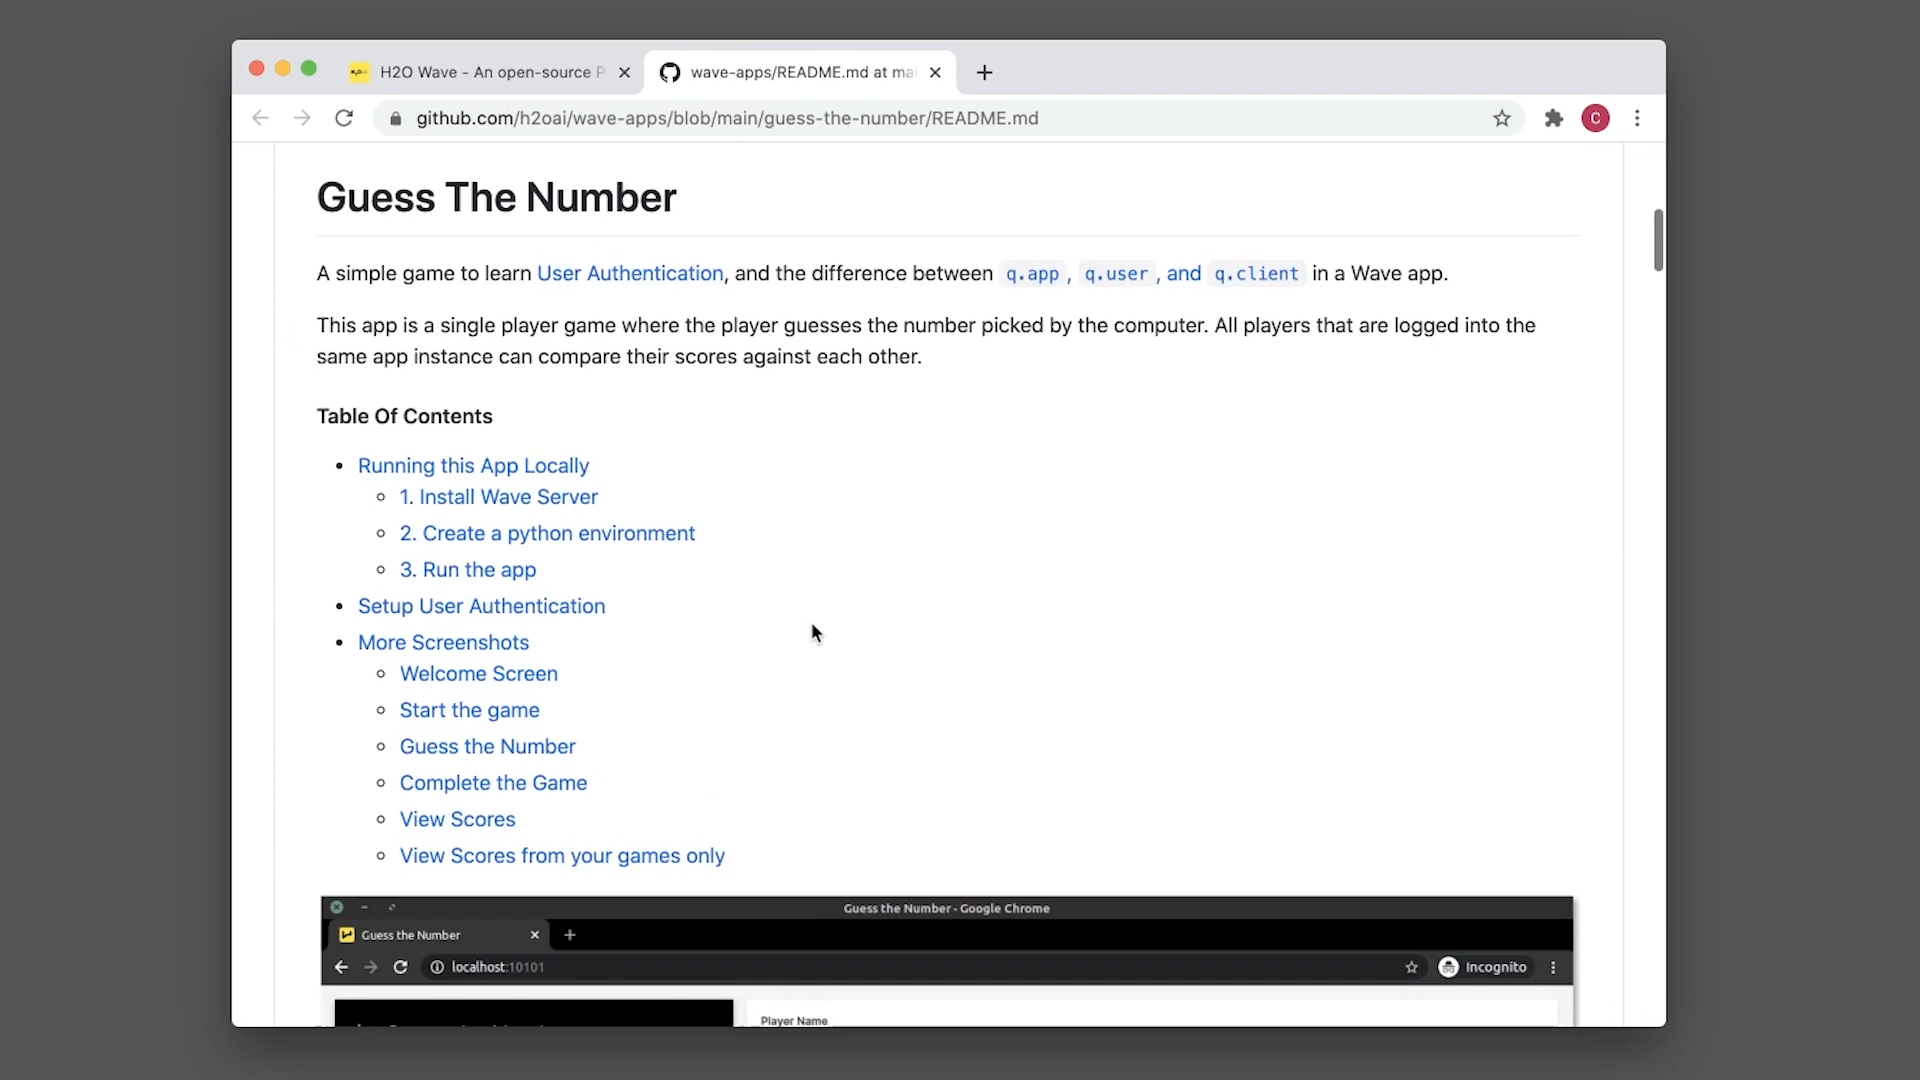 H2O Wave - An open-source P
wave-apps/README.md at mai
github.com/h2oai/wave-apps/blob/main/guess-the-number/README.md
C
Guess The Number
A simple game to learn User Authentication, and the difference between q.app, q.user, and q.client in a Wave app.
This app is a single player game where the player guesses the number picked by the computer. All players that are logged into the
same app instance can compare their scores against each other.
Table Of Contents
Running this App Locally
1. Install Wave Server
2. Create a python environment
3. Run the app
Setup User Authentication
More Screenshots
Welcome Screen
Start the game
Guess the Number
Complete the Game
View Scores
View Scores from your games only
Guess the Number - Google Chrome
Guess the Number
localhost:10101
Incognito
Player Name